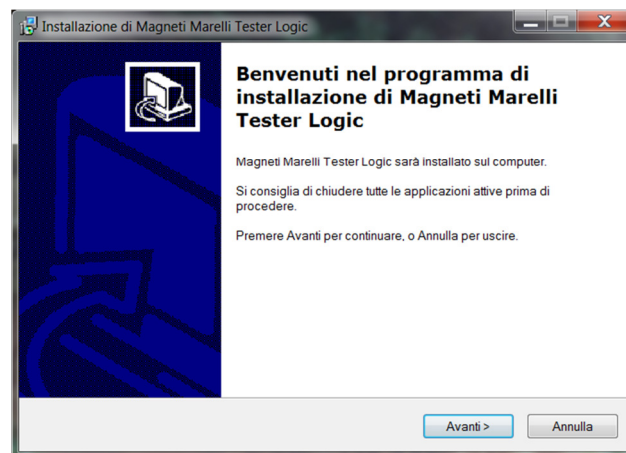 Installazione di Magneti Marelli Tester Logic
Benvenuti nel programma di
installazione di Magneti Marelli
Tester Logic
Magneti Marelli Tester Logic sarà installato sul computer.
Si consiglia di chiudere tutte le applicazioni attive prima di
procedere.
Premere Avanti per continuare, o Annulla per uscire.
Avanti >
Annulla